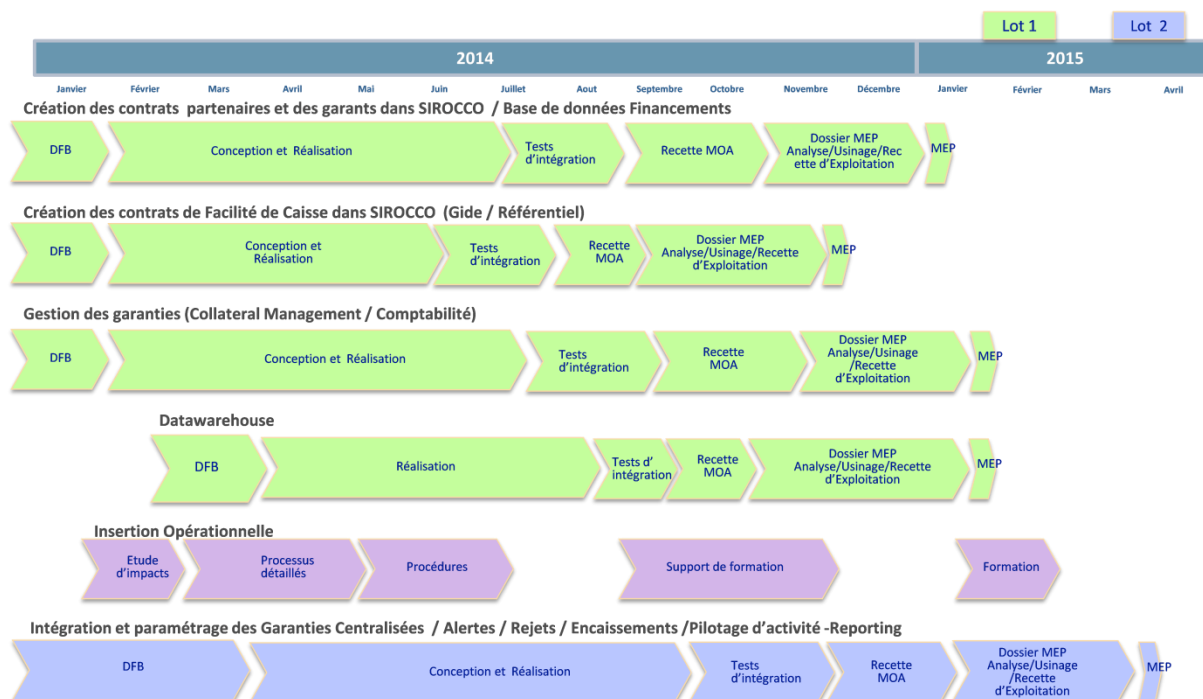 Lot 1
Lot 2
2014
2015
Janvier
Février
Mars
Avril
Mai
Juin
Juillet
Aout
Septembre
Octobre
Novembre
Décembre
Janvier
Février
Mars
Avril
Création des contrats partenaires et des garants dans SIROCCO / Base de données Financements
DFB
Conception et Réalisation
Tests
d'intégration
Recette MOA
Dossier MEP
Analyse/Usinage/Rec
ette d'Exploitation
MEP
Création des contrats de Facilité de Caisse dans SIROCCO (Gide / Référentiel)
DFB
Conception et
Réalisation
Tests
d'intégration
Recette
MOA
Dossier MEP
Analyse/Usinage/Recette
d'Exploitation
MEP
Gestion des garanties (Collateral Management / Comptabilité)
DFB
Conception et Réalisation
Tests
d'intégration
Recette
MOA
Dossier MEP
Analyse/Usinage
/Recette
d'Exploitation
MEP
Datawarehouse
DFB
Réalisation
Tests d'
intégration
Recette
MOA
Dossier MEP
Analyse/Usinage/Recette
d'Exploitation
MEP
Insertion Opérationnelle
Etude
d'impacts
Processus
détaillés
Procédures
Support de formation
Formation
Intégration et paramétrage des Garanties Centralisées / Alertes / Rejets / Encaissements /Pilotage d'activité -Reporting
DFB
Conception et Réalisation
Tests
d'intégration
Recette
MOA
Dossier MEP
Analyse/Usinage
/Recette
d'Exploitation
MEP